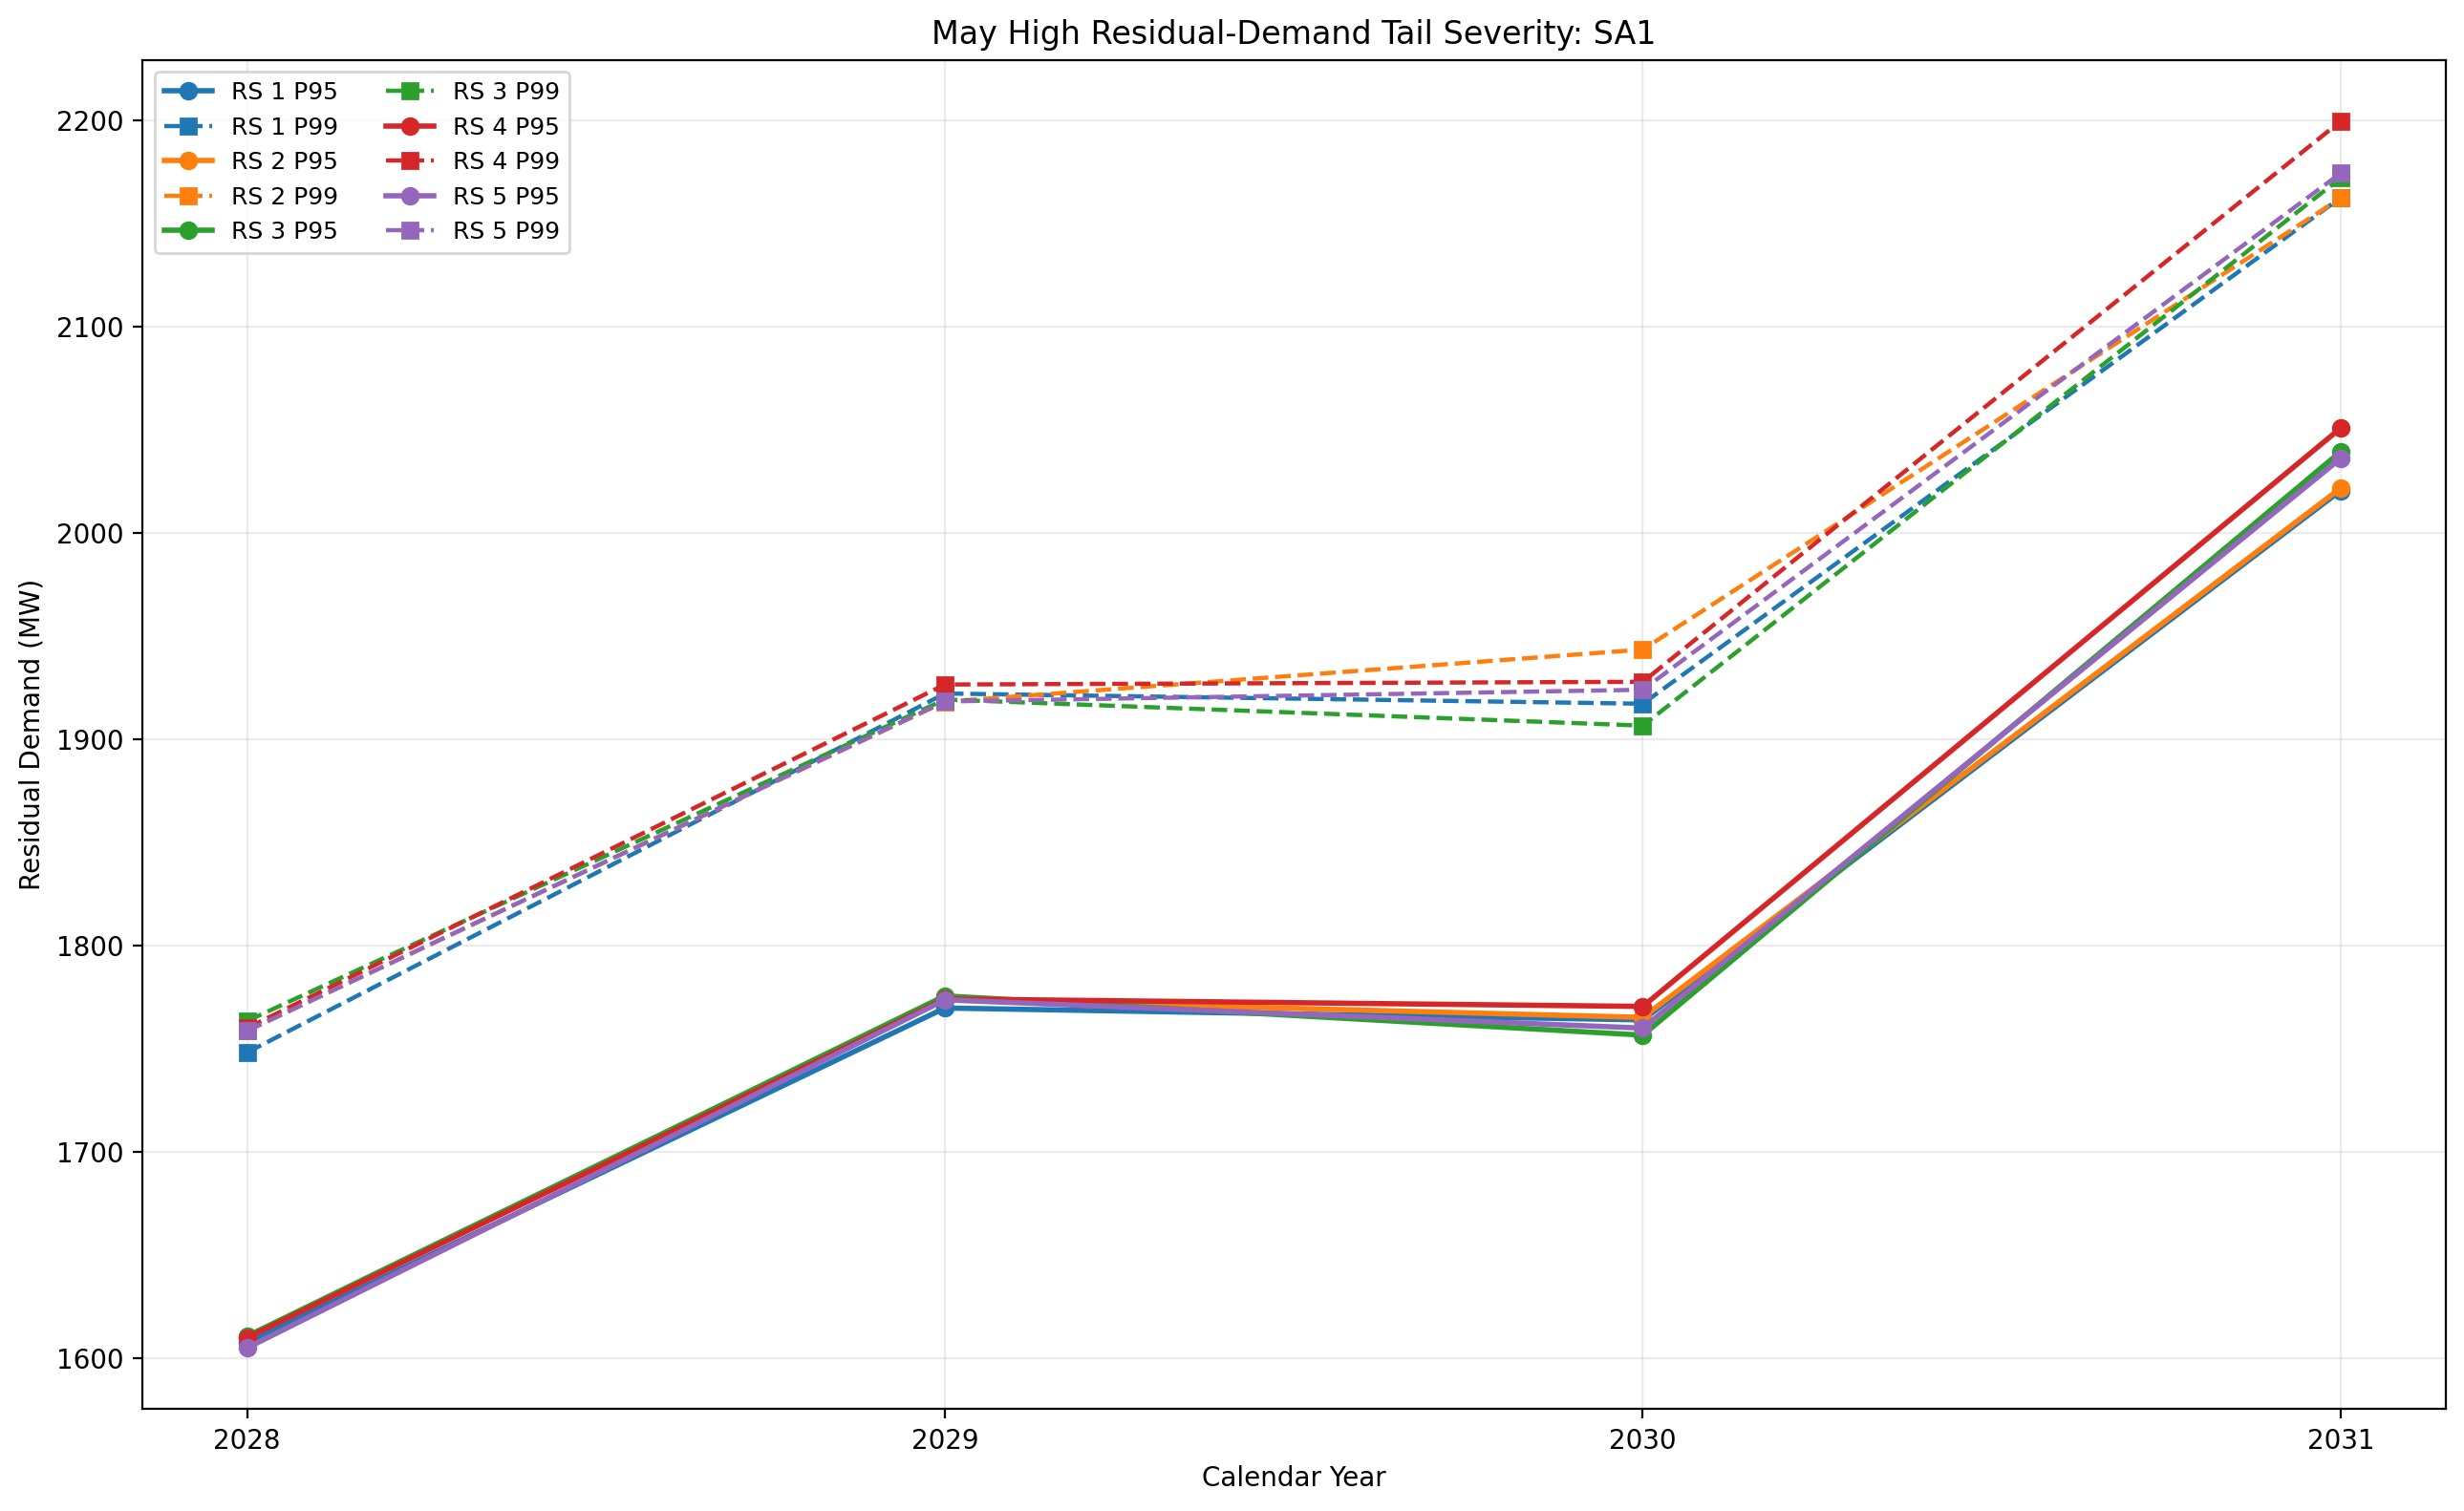 May High Residual-Demand Tail Severity: SA1
RS 1 P95
RS 1 P99
RS 2 P95
RS 2 P99
RS 3 P95
RS 3 P99
RS 4 P95
RS 4 P99
RS 5 P95
RS 5 P99
Residual Demand (MW)
2200
2100
2000
1900
1800
1700
1600
2028 2029 2030 2031
Calendar Year